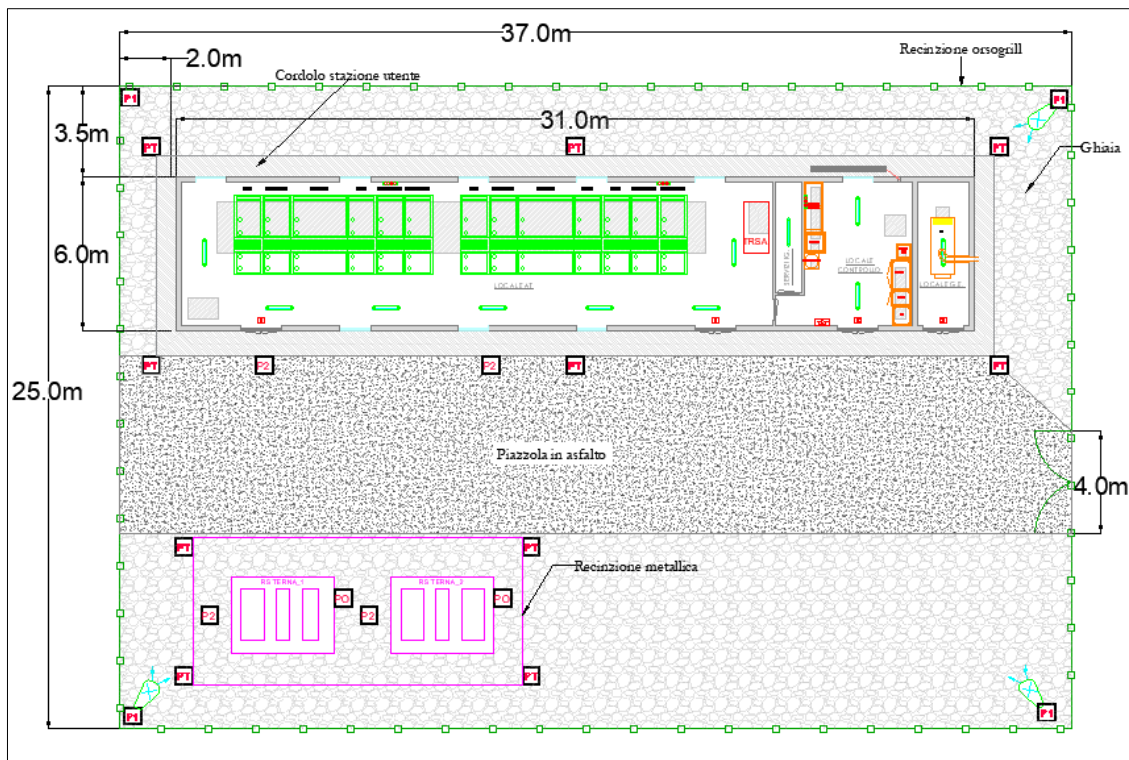 37.0m
Recinzione orsogrill
2.0m
Cordolo stazione utente
P1
P1
31.0m
3.5m
PT
PT
PT
Ghiaia
6.0m
TRSA
SERVIZI IG.
LOCALE
CONTROLLO
LOCALE AT
LOCALE G.E.
PT
P2
P2
PT
PT
25.0m
Piazzola in asfalto
4.0m
PT
PT
Recinzione metallica
RS TERNA_1
RS TERNA_2
P2
PO
P2
PO
PT
PT
P1
P1